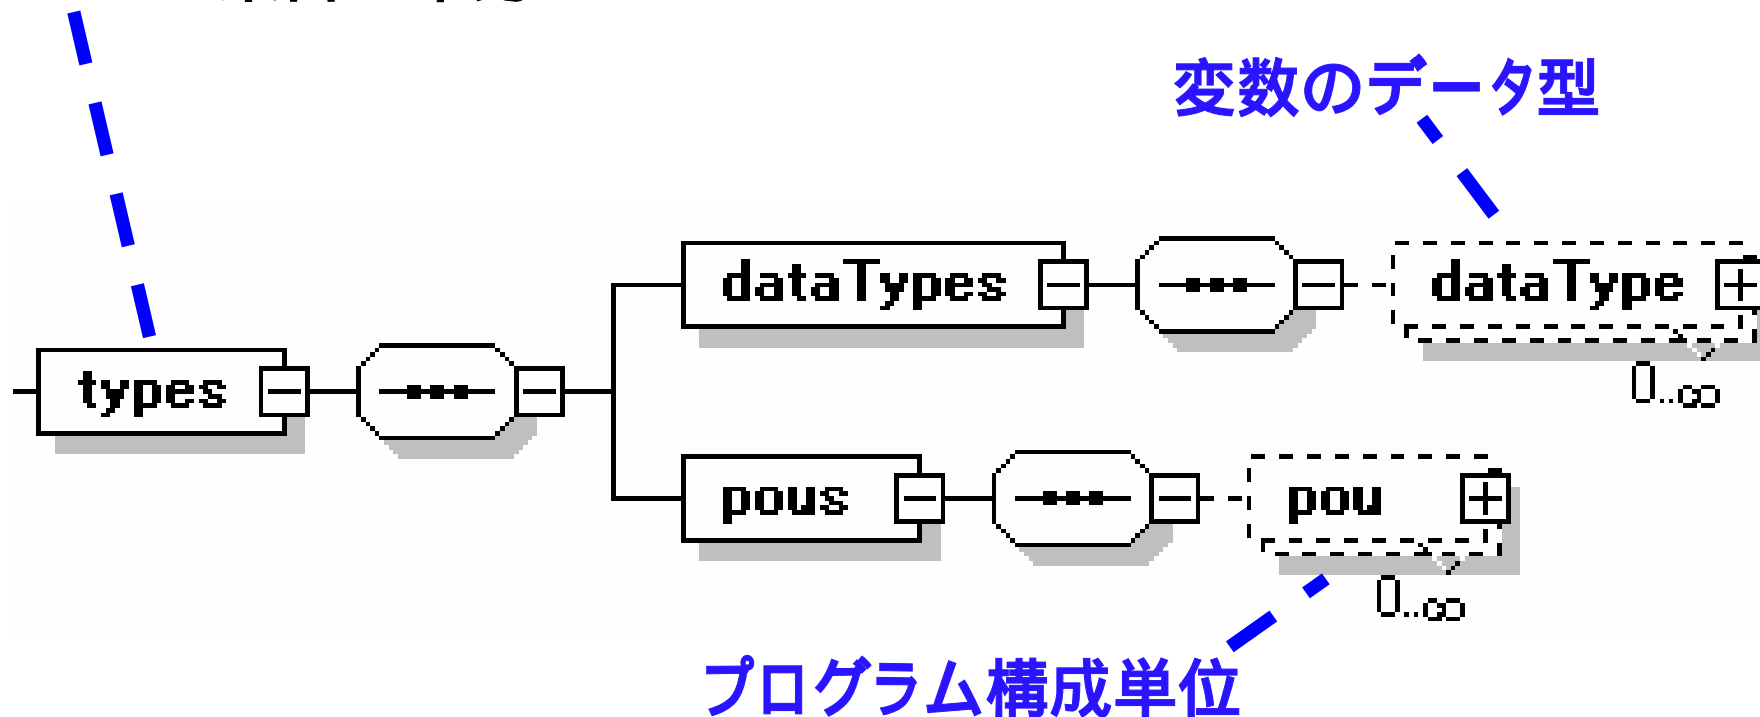 変数のデータ型
dataTypes
dataType
0..∞
types
pous
pou
0..∞
プログラム構成単位